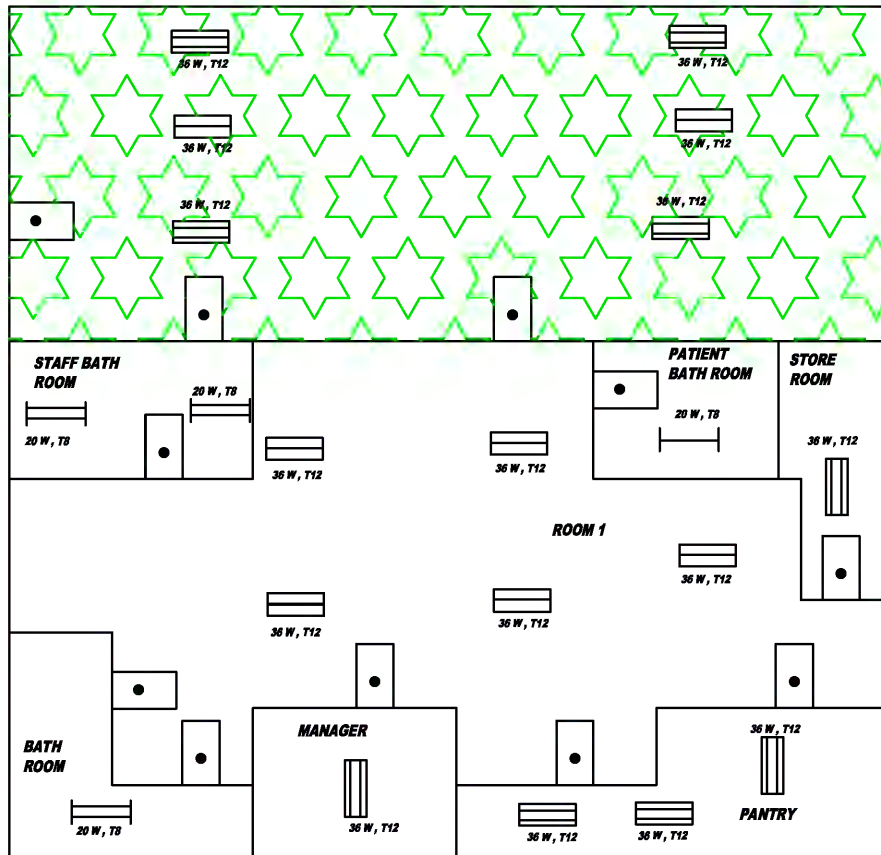 36 W, T12
36 W, T12
36 W, T12
36 W, T12
36 W, T12
36 W, T12
STAFF BATH
ROOM
20 W, T8
20 W, T8
PATIENT
BATH ROOM
20 W, T8
STORE
ROOM
36 W, T12
36 W, T12
36 W, T12
ROOM 1
36 W, T12
36 W, T12
36 W, T12
BATH
ROOM
20 W, T8
MANAGER
36 W, T12
36 W, T12
PANTRY
36 W, T12
36 W, T12